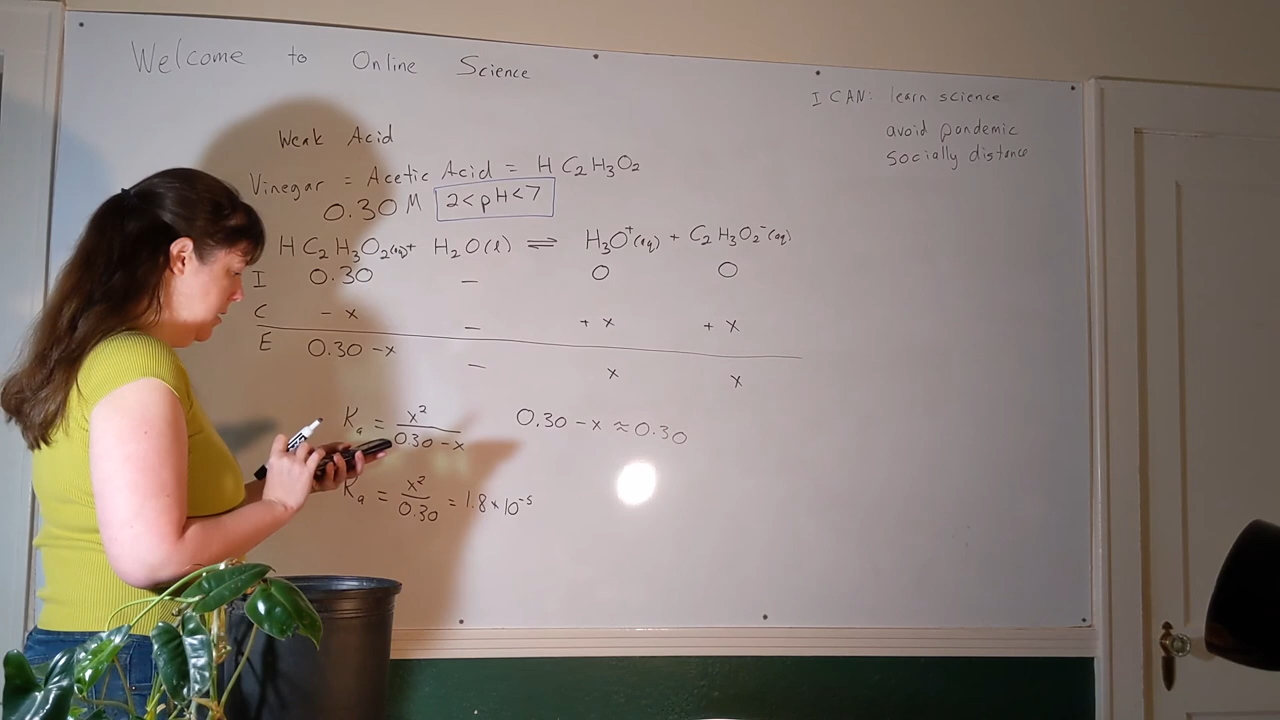 Welcome to Online Science
I CAN: learn science
avoid pandemic
socially distance
Weak Acid
Vinegar = Acetic Acid = HC₂H₃O₂
0.30 M 2<pH<7
HC₂H₃O₂(aq)+ H₂O(l) ⇌ H₃O⁺(aq) + C₂H₃O₂⁻(aq)
I 0.30 – 0 0
C – x – + x + x
E 0.30 – x – x x
Kₐ = x²/0.30 – x 0.30 – x ≈ 0.30
Kₐ = x²/0.30 = 1.8 × 10⁻⁵